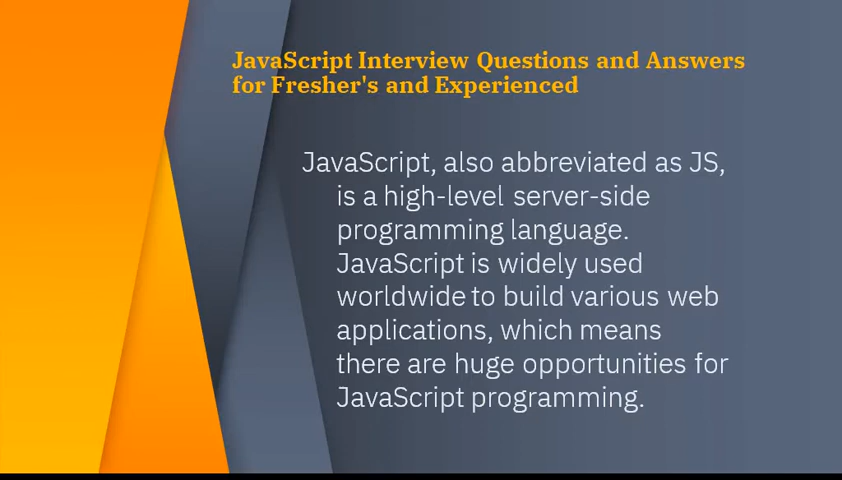 JavaScript Interview Questions and Answers
for Fresher's and Experienced
JavaScript, also abbreviated as JS,
is a high-level server-side
programming language.
JavaScript is widely used
worldwide to build various web
applications, which means
there are huge opportunities for
JavaScript programming.